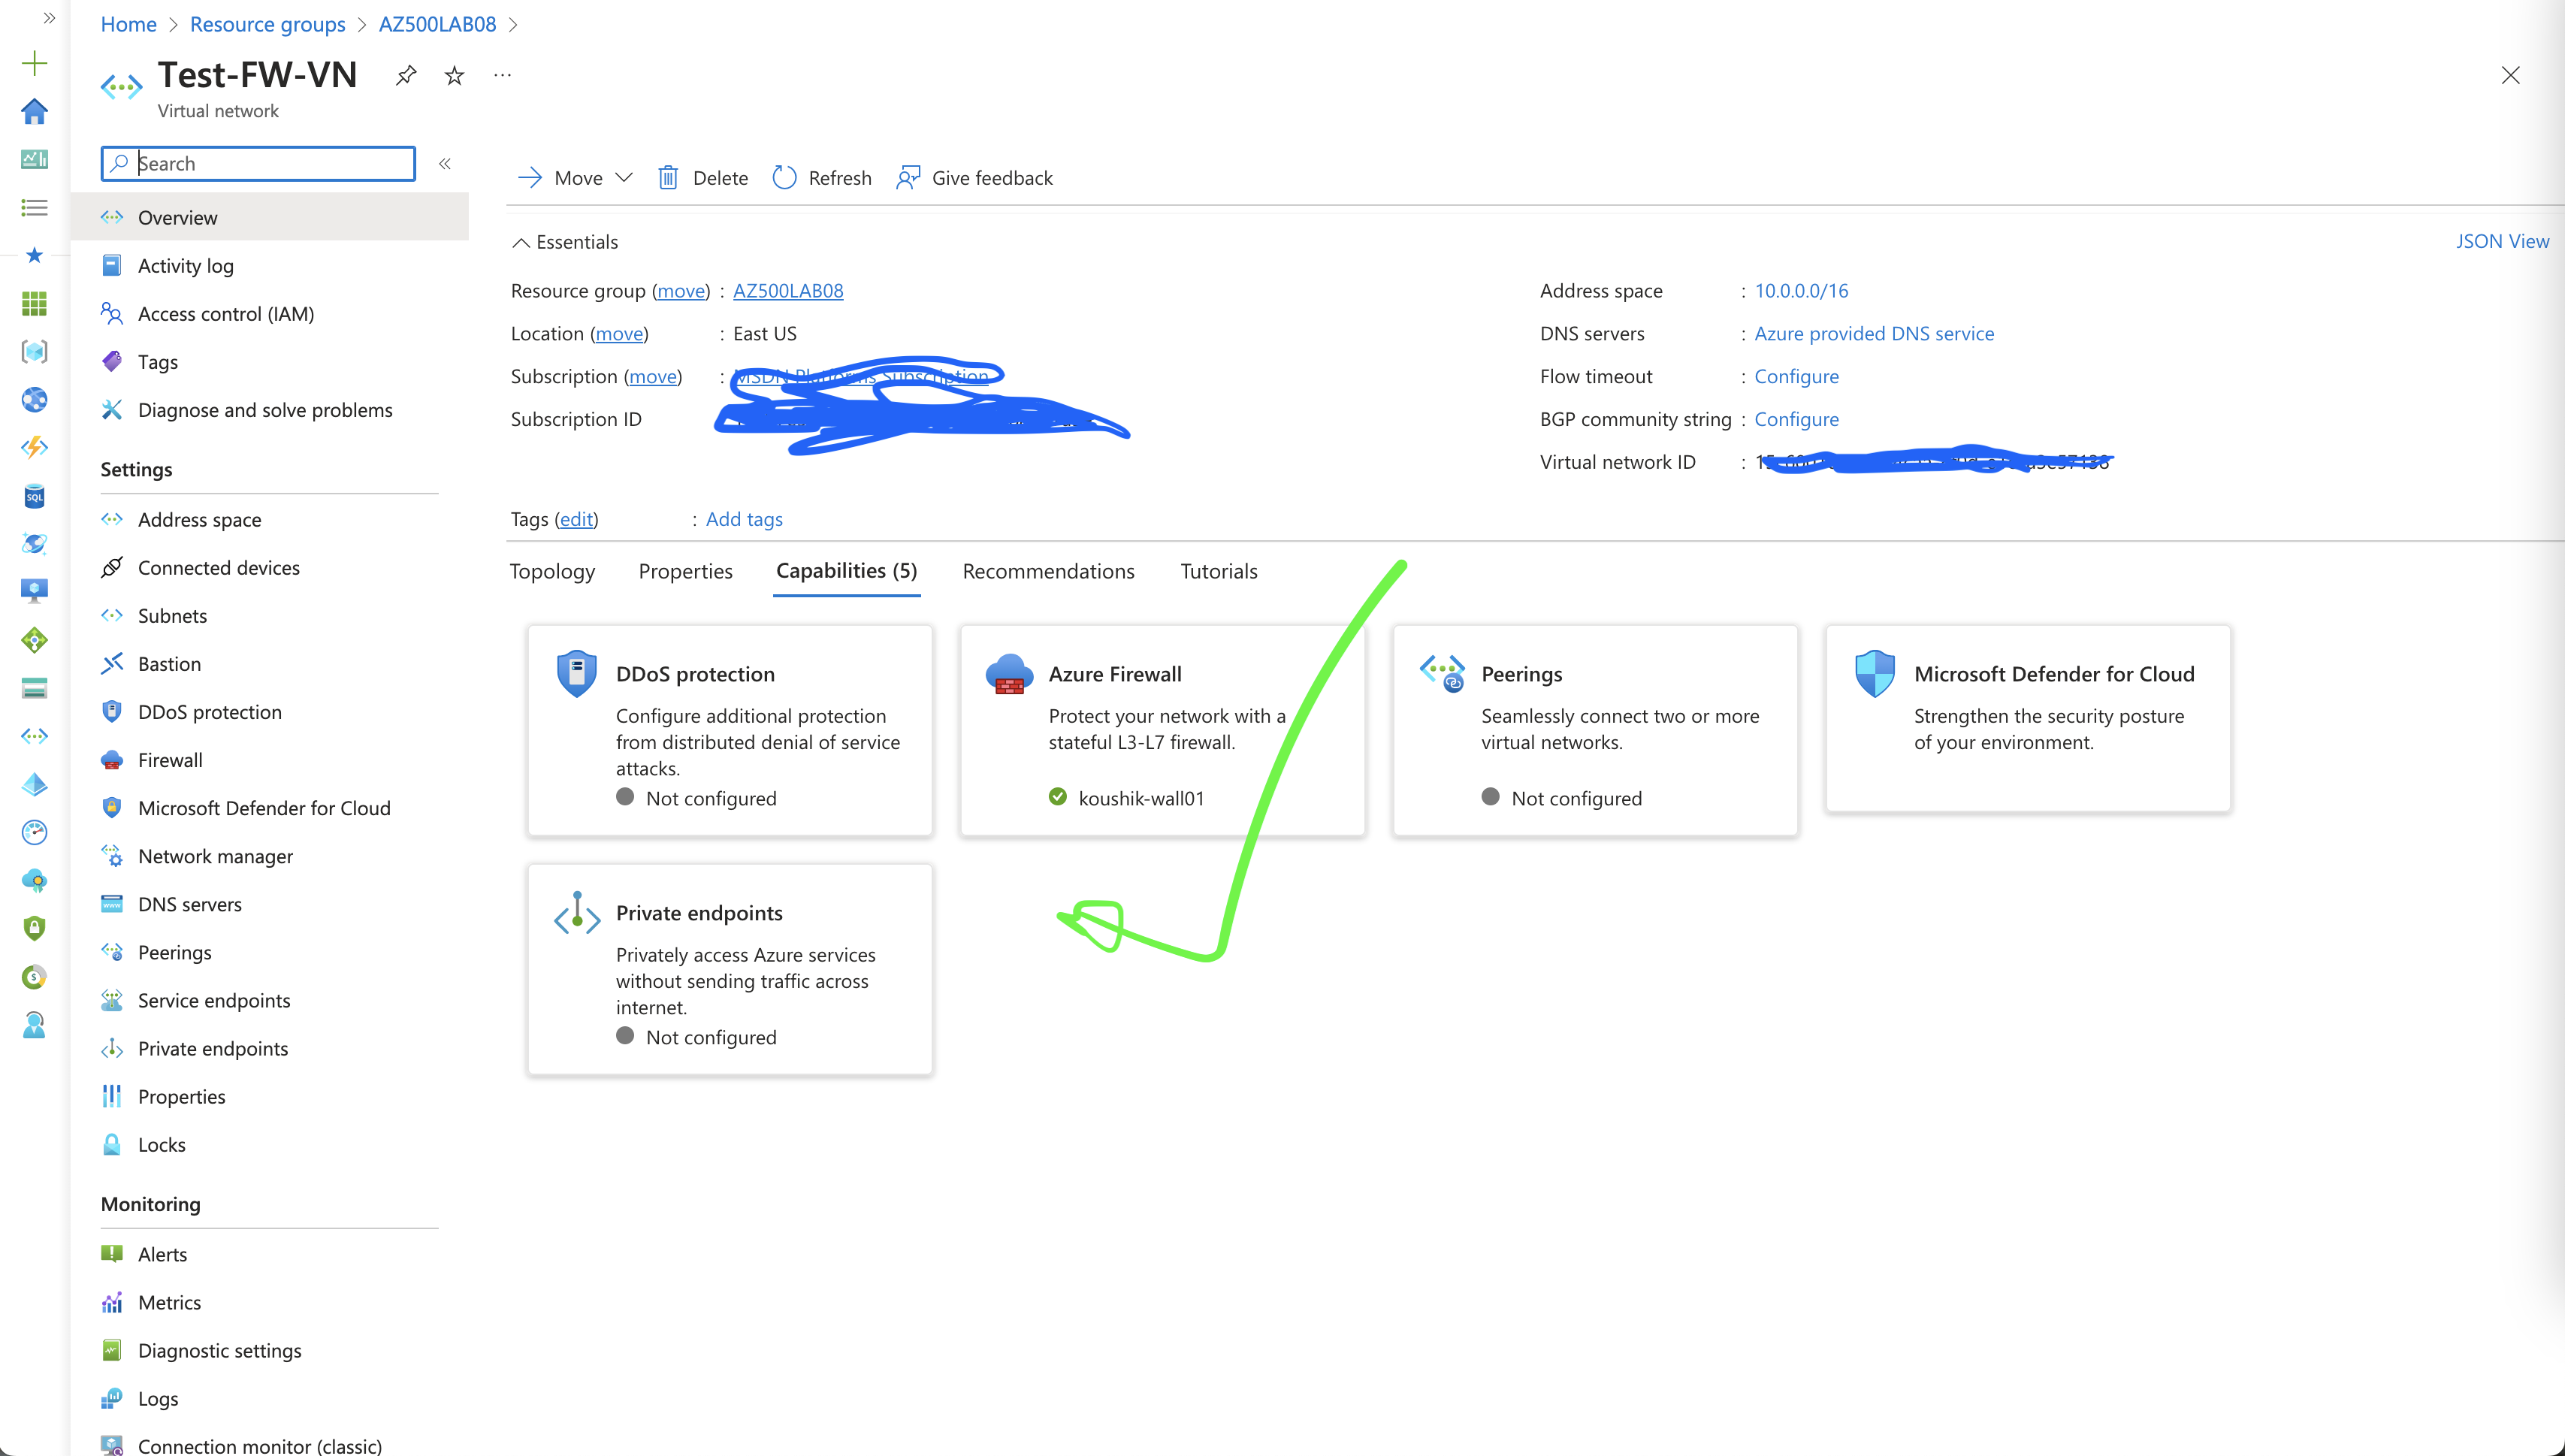 Home > Resource groups > AZ500LAB08 >
Test-FW-VN
Virtual network
Search
Move
Delete
Refresh
Give feedback
Overview
Activity log
Access control (IAM)
Tags
Diagnose and solve problems
Settings
Address space
Connected devices
Subnets
Bastion
DDoS protection
Firewall
Microsoft Defender for Cloud
Network manager
DNS servers
Peerings
Service endpoints
Private endpoints
Properties
Locks
Monitoring
Alerts
Metrics
Diagnostic settings
Logs
Connection monitor (classic)
Essentials
JSON View
Resource group (move) : AZ500LAB08
Location (move) : East US
Subscription (move) : MSDN Platforms Subscription
Subscription ID
Address space : 10.0.0.0/16
DNS servers : Azure provided DNS service
Flow timeout : Configure
BGP community string : Configure
Virtual network ID :
Tags (edit) : Add tags
Topology
Properties
Capabilities (5)
Recommendations
Tutorials
DDoS protection
Configure additional protection
from distributed denial of service
attacks.
Not configured
Azure Firewall
Protect your network with a
stateful L3-L7 firewall.
koushik-wall01
Peerings
Seamlessly connect two or more
virtual networks.
Not configured
Microsoft Defender for Cloud
Strengthen the security posture
of your environment.
Private endpoints
Privately access Azure services
without sending traffic across
internet.
Not configured